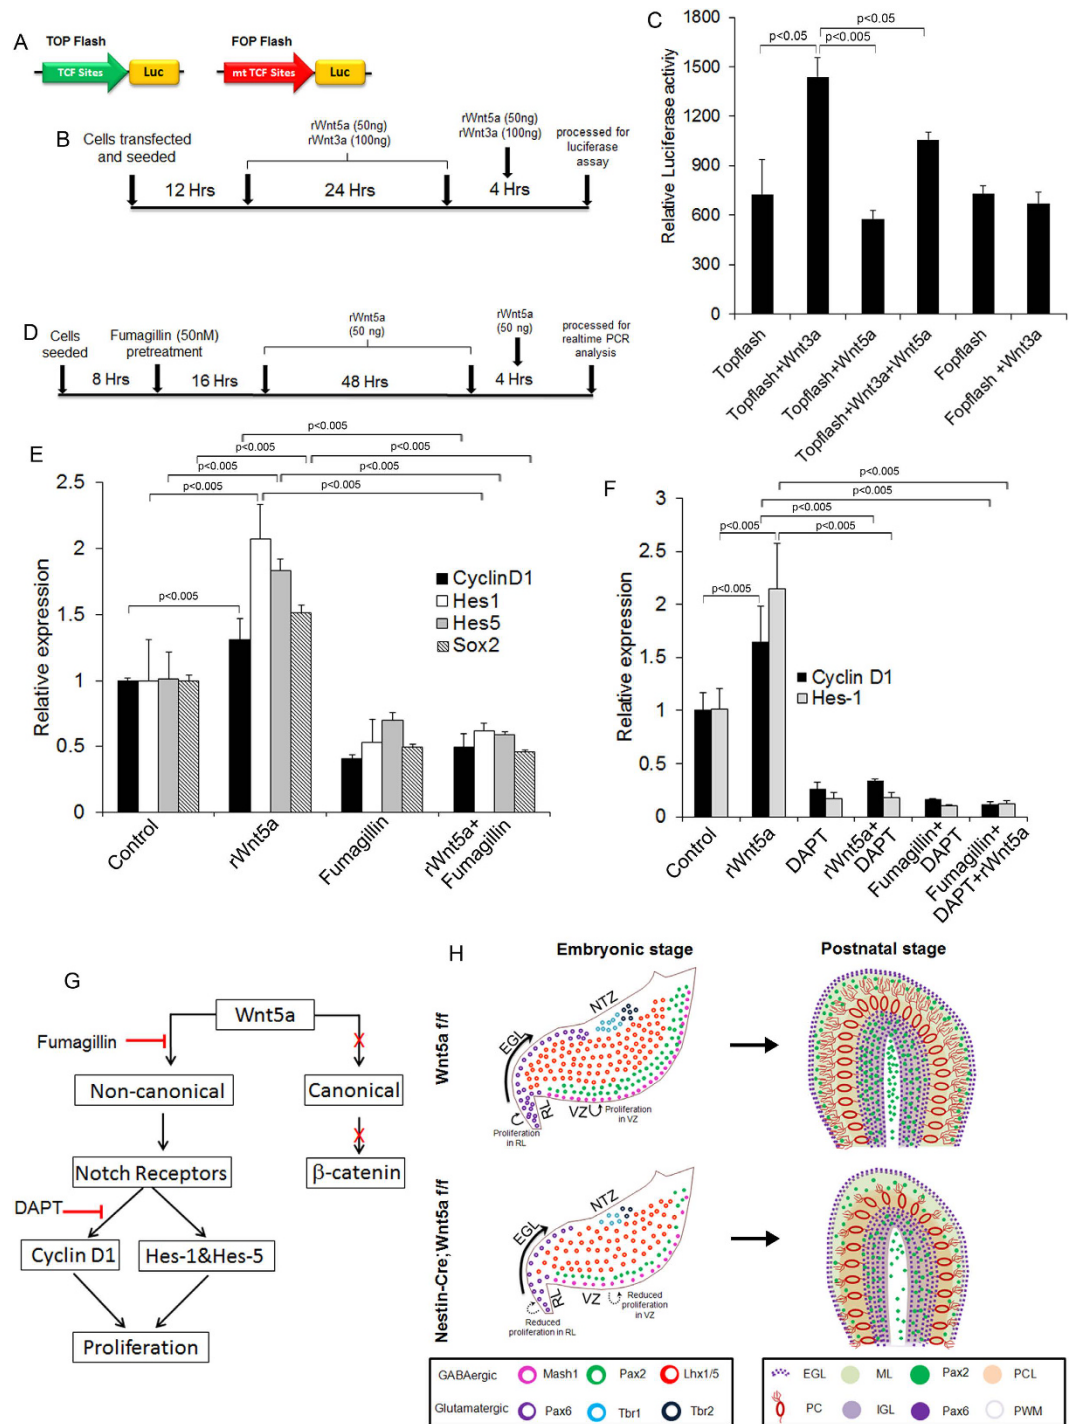 A
TOP Flash
TCF Sites
Luc
FOP Flash
mt TCF Sites
Luc
B
Cells transfected
and seeded
rWnt5a (50ng)
rWnt3a (100ng)
rWnt5a (50ng)
rWnt3a (100ng)
processed for
luciferase
assay
12 Hrs
24 Hrs
4 Hrs
C
Relative Luciferase activiy
1800
1500
1200
900
600
300
0
p<0.05
p<0.005
p<0.05
Topflash
Topflash+Wnt3a
Topflash+Wnt5a
Topflash+Wnt3a+Wnt5a
Fopflash
Fopflash +Wnt3a
D
Cells
seeded
Fumagillin (50nM)
pretreatment
rWnt5a
(50 ng)
rWnt5a
(50 ng)
processed for
realtime PCR
analysis
8 Hrs
16 Hrs
48 Hrs
4 Hrs
E
Relative expression
2.5
2
1.5
1
0.5
0
p<0.005
p<0.005
p<0.005
p<0.005
p<0.005
p<0.005
p<0.005
p<0.005
CyclinD1
Hes1
Hes5
Sox2
Control
rWnt5a
Fumagillin
rWnt5a+
Fumagillin
F
Relative expression
3
2.5
2
1.5
1
0.5
0
p<0.005
p<0.005
p<0.005
p<0.005
p<0.005
p<0.005
Cyclin D1
Hes-1
Control
rWnt5a
DAPT
rWnt5a+
DAPT
Fumagillin+
DAPT
Fumagillin+
DAPT+rWnt5a
G
Wnt5a
Fumagillin
Non-canonical
Canonical
Notch Receptors
β-catenin
DAPT
Cyclin D1
Hes-1&Hes-5
Proliferation
H
Embryonic stage
Postnatal stage
Wnt5a f/f
EGL
NTZ
RL
VZ
Proliferation
in RL
Proliferation
in VZ
Nestin-Cre;Wnt5a f/f
EGL
NTZ
RL
VZ
Reduced
proliferation in RL
Reduced
proliferation
in VZ
GABAergic
Mash1
Pax2
Lhx1/5
Glutamatergic
Pax6
Tbr1
Tbr2
EGL
ML
Pax2
PCL
PC
IGL
Pax6
PWM